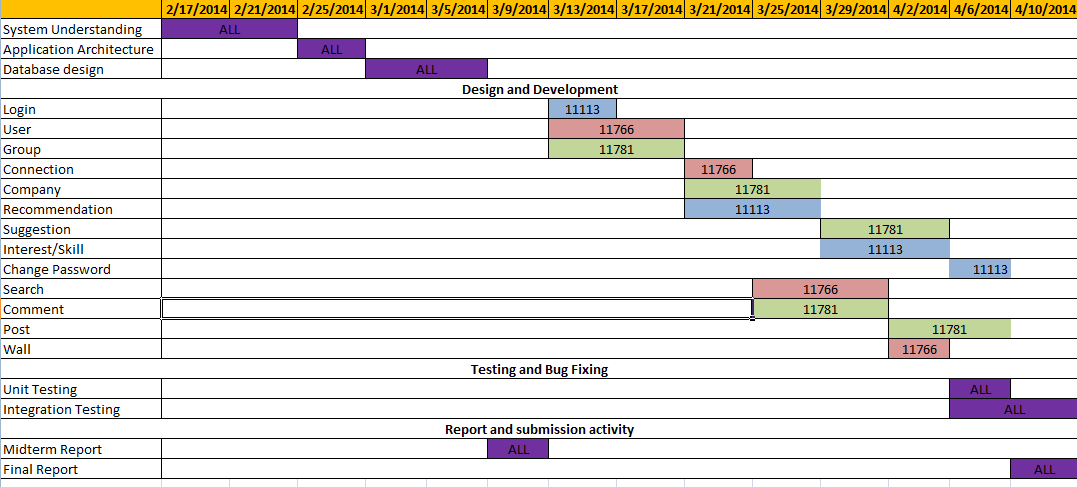 2/17/2014 2/21/2014 2/25/2014 3/1/2014 3/5/2014 3/9/2014 3/13/2014 3/17/2014 3/21/2014 3/25/2014 3/29/2014 4/2/2014 4/6/2014 4/10/2014
System Understanding ALL
Application Architecture ALL
Database design ALL
Design and Development
Login 11113
User 11766
Group 11781
Connection 11766
Company 11781
Recommendation 11113
Suggestion 11781
Interest/Skill 11113
Change Password 11113
Search 11766
Comment 11781
Post 11781
Wall 11766
Testing and Bug Fixing
Unit Testing ALL
Integration Testing ALL
Report and submission activity
Midterm Report ALL
Final Report ALL